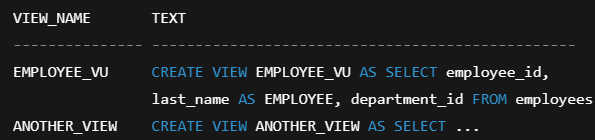 VIEW_NAME TEXT
--------------- -------------------------------------------------
EMPLOYEE_VU CREATE VIEW EMPLOYEE_VU AS SELECT employee_id,
last_name AS EMPLOYEE, department_id FROM employees
ANOTHER_VIEW CREATE VIEW ANOTHER_VIEW AS SELECT ...